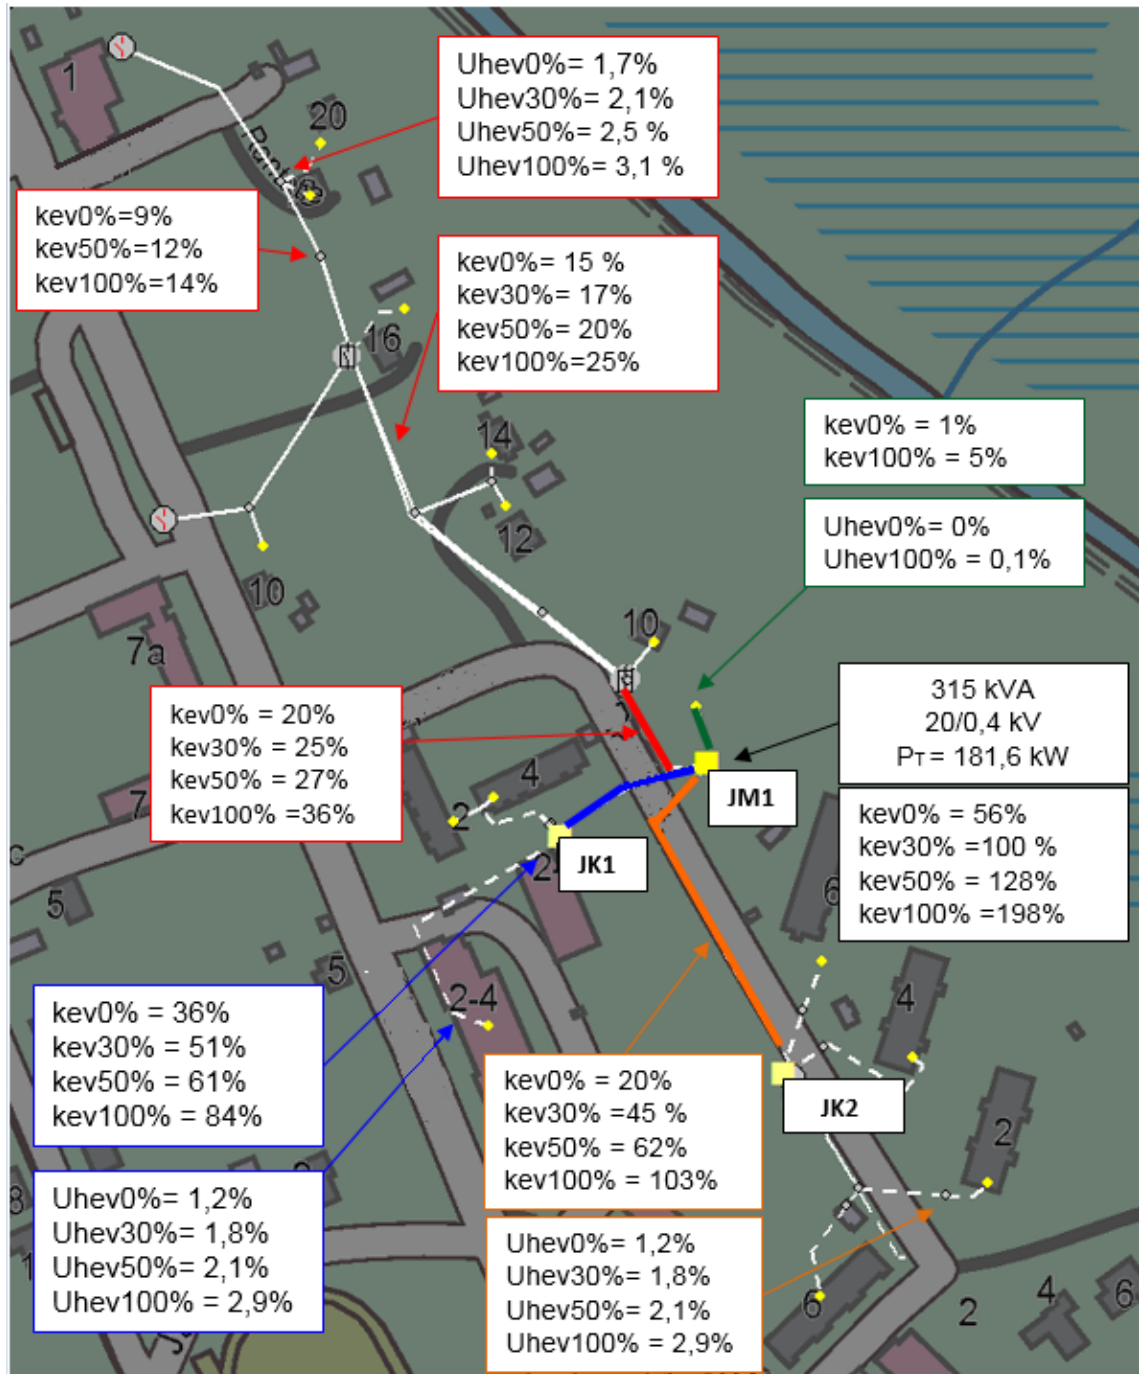 1
20
Uhev0%= 1,7%
Uhev30%= 2,1%
Uhev50%= 2,5 %
Uhev100%= 3,1 %
kev0%=9%
kev50%=12%
kev100%=14%
kev0%= 15 %
kev30%= 17%
kev50%= 20%
kev100%=25%
16
14
12
kev0% = 1%
kev100% = 5%
Uhev0%= 0%
Uhev100% = 0,1%
10
10
7a
315 kVA
20/0,4 kV
PT = 181,6 kW
kev0% = 20%
kev30% = 25%
kev50% = 27%
kev100% =36%
JM1
4
2
7
kev0% = 56%
kev30% =100 %
kev50% = 128%
kev100% =198%
JK1
2
6
5
5
2-4
4
kev0% = 36%
kev30% = 51%
kev50% = 61%
kev100% = 84%
kev0% = 20%
kev30% =45 %
kev50% = 62%
kev100% = 103%
JK2
2
8
Uhev0%= 1,2%
Uhev30%= 1,8%
Uhev50%= 2,1%
Uhev100% = 2,9%
Uhev0%= 1,2%
Uhev30%= 1,8%
Uhev50%= 2,1%
Uhev100% = 2,9%
6
2
4
6